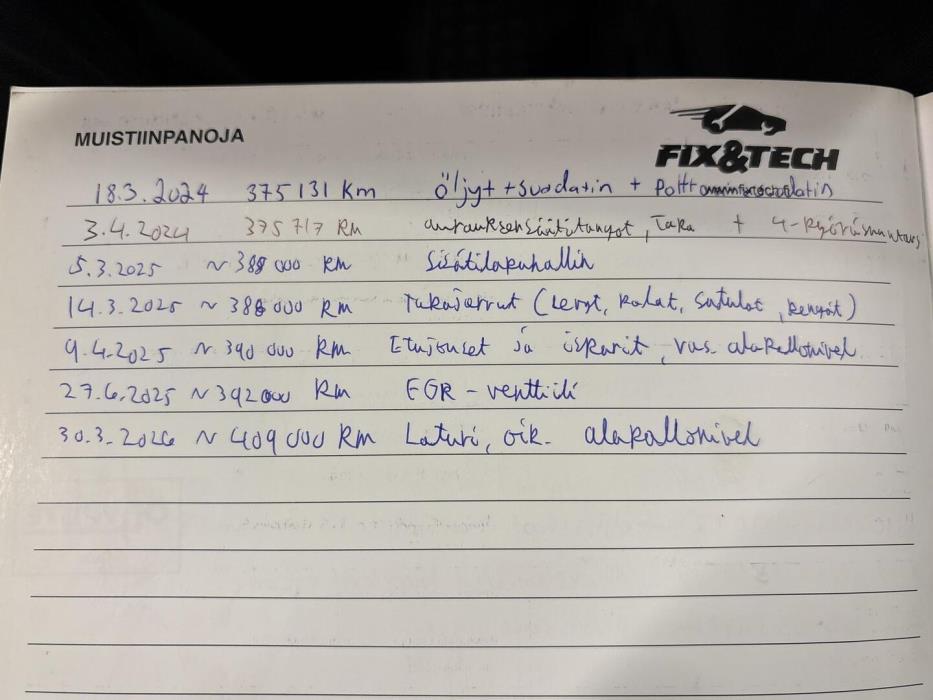 MUISTIINPANOJA
FIX&TECH
18.3.2024 375 131 Km Öljyt + suodatin + Polttoainesuodatin
3.4.2024 375 717 km aurauksensäätötangot, Taka + 4-pyöräsuuntaus
5.3.2025 ~ 388 000 km Sisätilapuhallin
14.3.2025 ~ 388 000 km Takajarrut (levyt, palat, satulat, kengät)
9.4.2025 ~ 390 000 km Etujouset ja iskarit, vas. alapallonivel
27.6.2025 ~ 392 000 km EGR-venttiili
30.3.2026 ~ 409 000 km Laturi, oik. alapallonivel